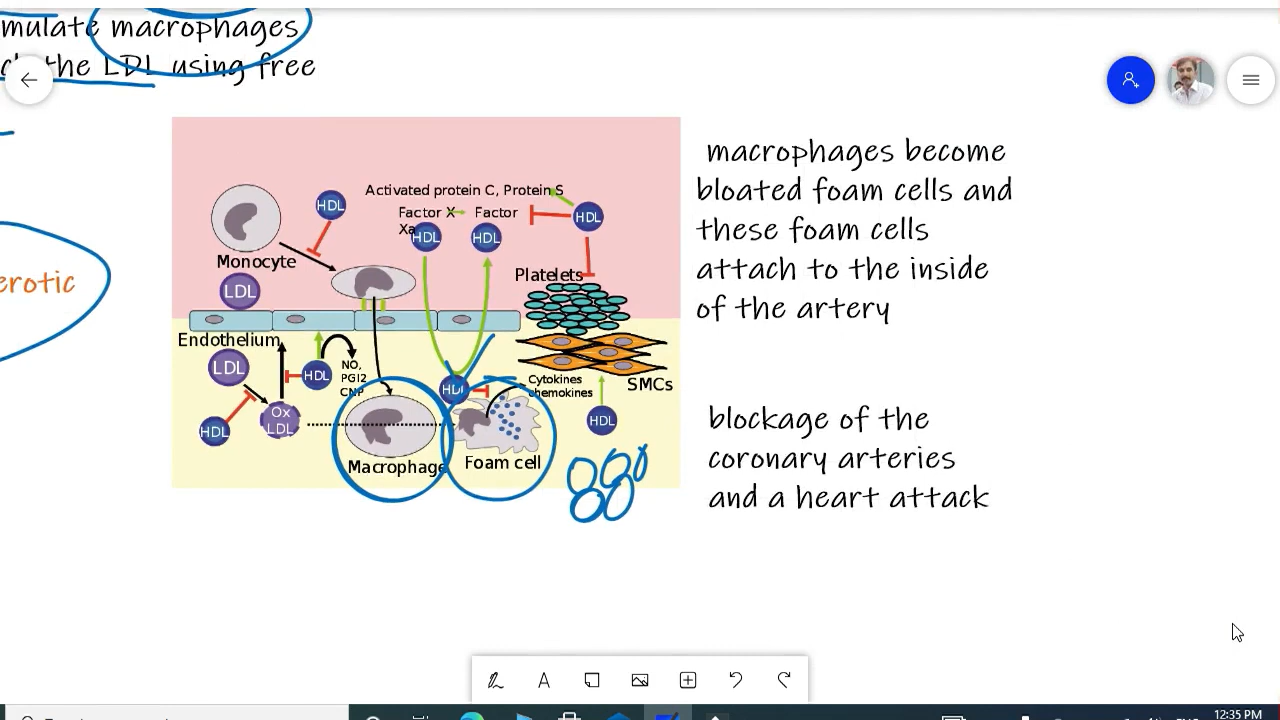 mulate macrophages
the LDL using free
erotic
Activated protein C, Protein S
HDL
Factor X
Factor
HDL
Xa
HDL
HDL
Monocyte
LDL
Platelets
Endothelium
LDL
HDL
NO,
PGI2
CNP
HDL
Cytokines
chemokines
SMCs
Ox
LDL
HDL
HDL
Macrophage
Foam cell
macrophages become
bloated foam cells and
these foam cells
attach to the inside
of the artery
blockage of the
coronary arteries
and a heart attack
12:35 PM